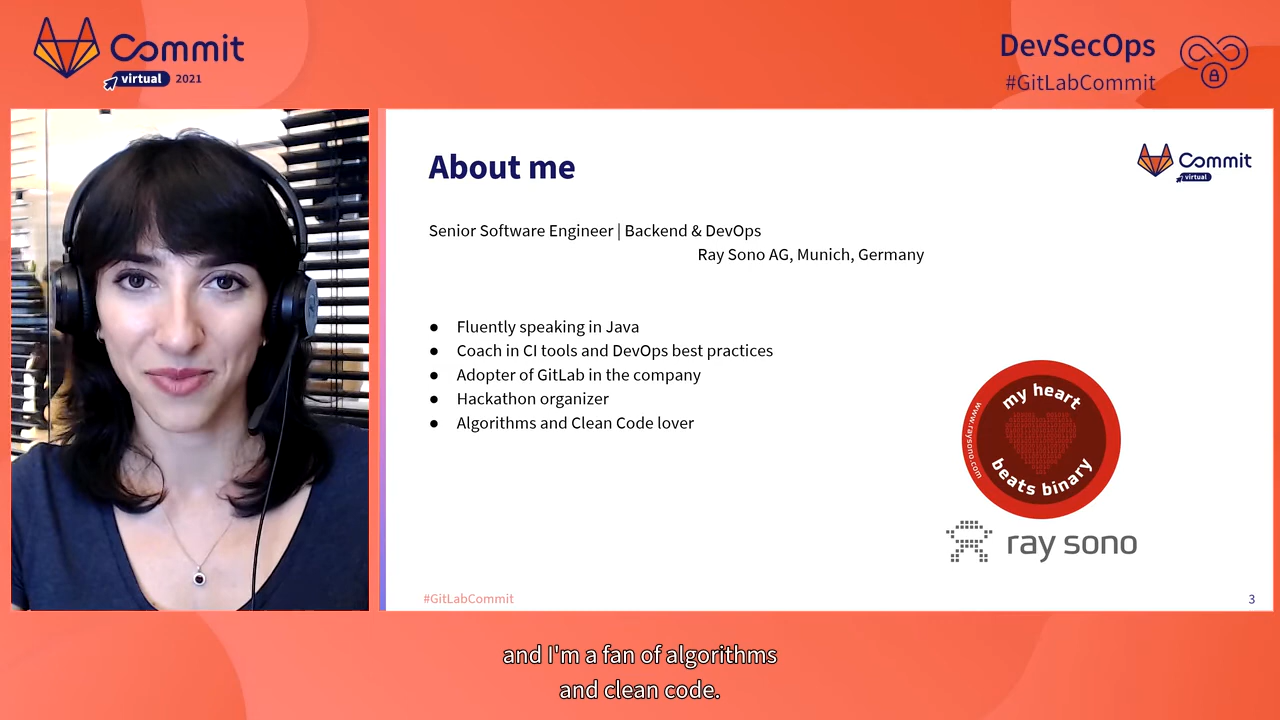 Commit
virtual 2021
DevSecOps
#GitLabCommit
About me
Commit
virtual
Senior Software Engineer | Backend & DevOps
Ray Sono AG, Munich, Germany
● Fluently speaking in Java
● Coach in CI tools and DevOps best practices
● Adopter of GitLab in the company
● Hackathon organizer
● Algorithms and Clean Code lover
my heart
www.raysono.com
beats binary
ray sono
#GitLabCommit
3
and I'm a fan of algorithms
and clean code.